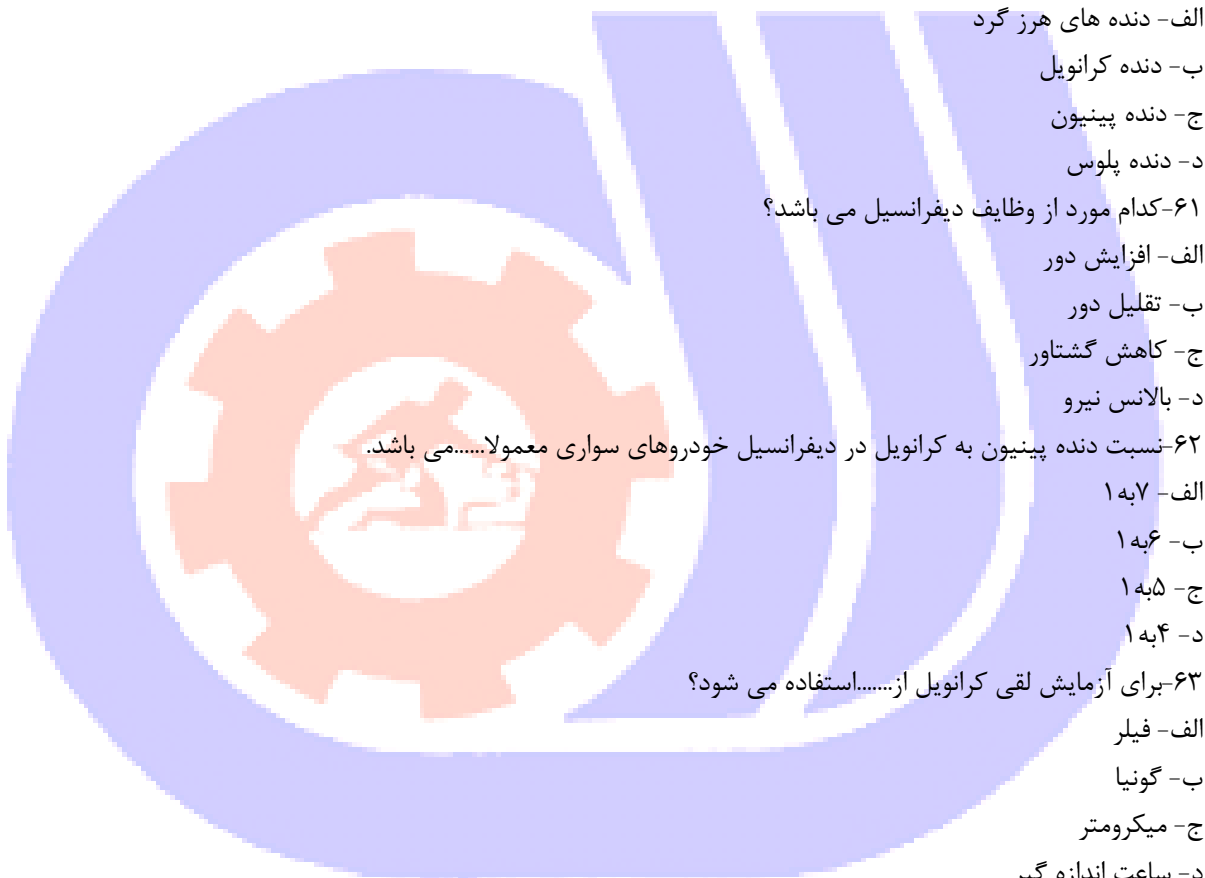 الف- دنده های هرز گرد
ب- دنده کرانویل
ج- دنده پینیون
د- دنده پلوس
۶۱-کدام مورد از وظایف دیفرانسیل می باشد؟
الف- افزایش دور
ب- تقلیل دور
ج- کاهش گشتاور
د- بالانس نیرو
۶۲-نسبت دنده پینیون به کرانویل در دیفرانسیل خودروهای سواری معمولا......می باشد.
الف- ۷به۱
ب- ۶به۱
ج- ۵به۱
د- ۴به۱
۶۳-برای آزمایش لقی کرانویل از.......استفاده می شود؟
الف- فیلر
ب- گونیا
ج- میکرومتر
د- ساعت اندازه گیر